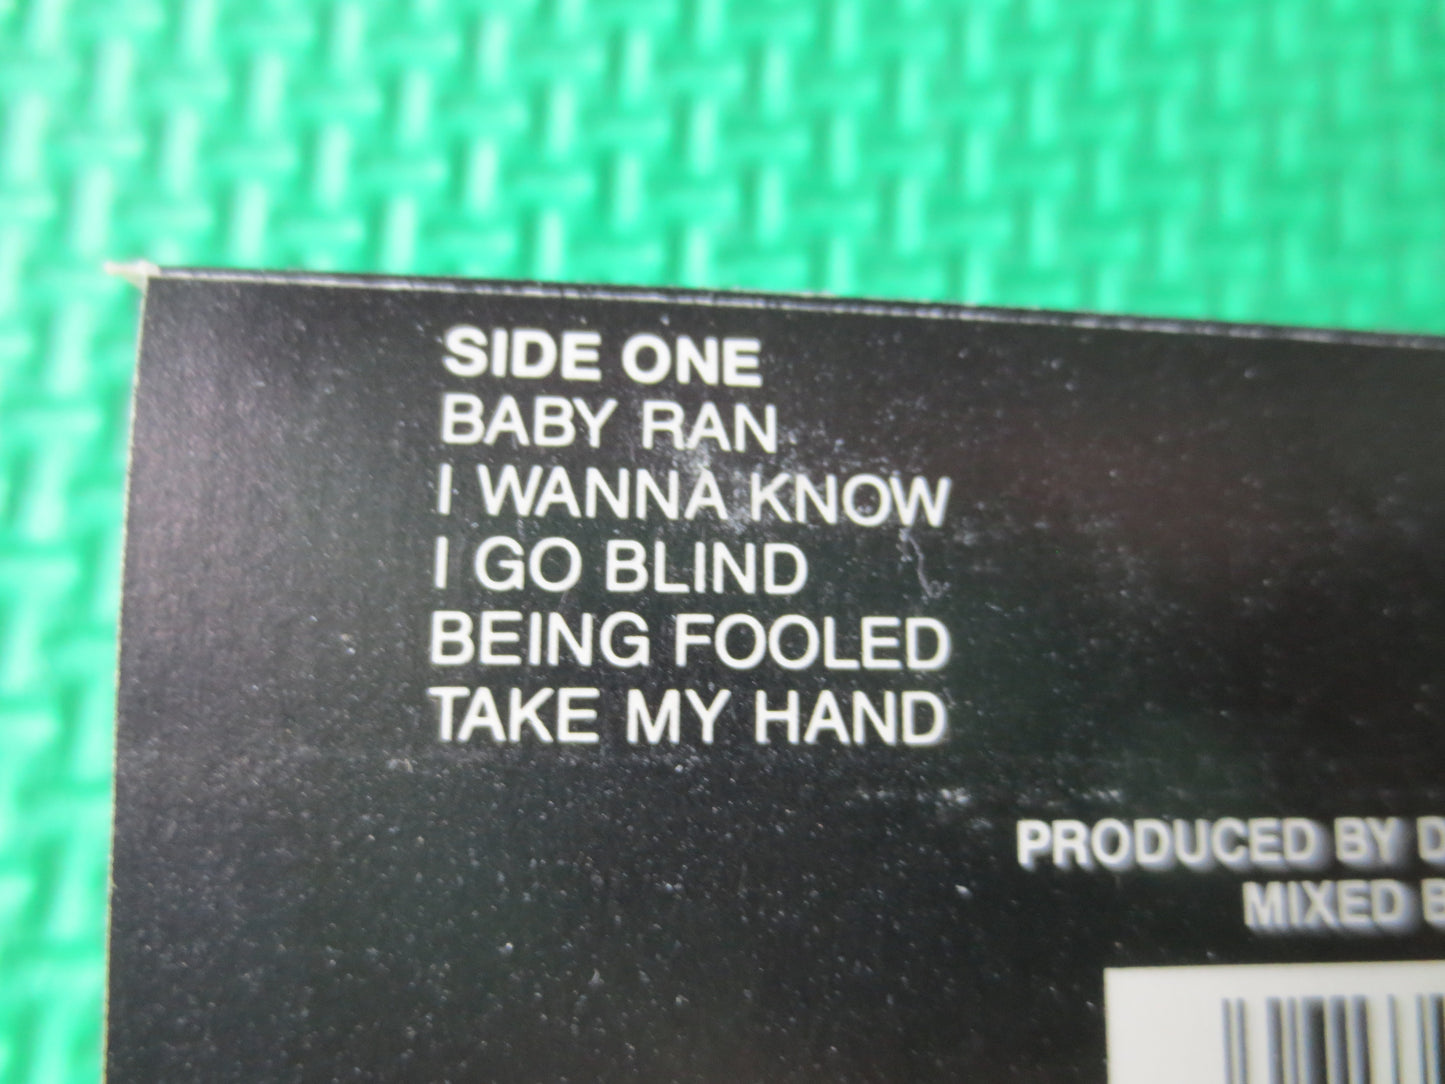 SIDE ONE
BABY RAN
I WANNA KNOW
I GO BLIND
BEING FOOLED
TAKE MY HAND
PRODUCED BY
MIXED